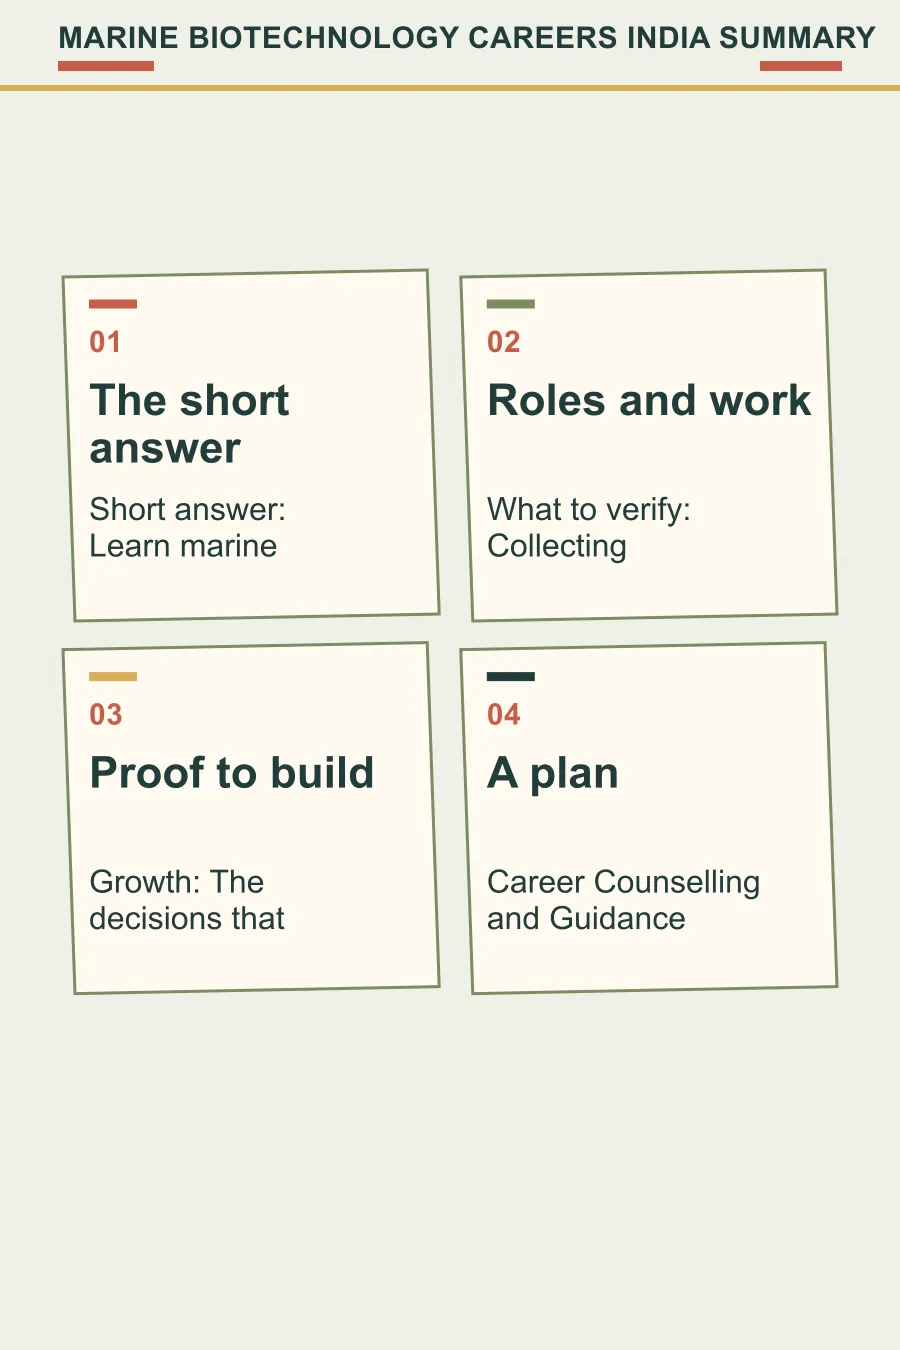 MARINE BIOTECHNOLOGY CAREERS INDIA SUMMARY
01
The short
answer
Short answer:
Learn marine
02
Roles and work
What to verify:
Collecting
03
Proof to build
Growth: The
decisions that
04
A plan
Career Counselling
and Guidance